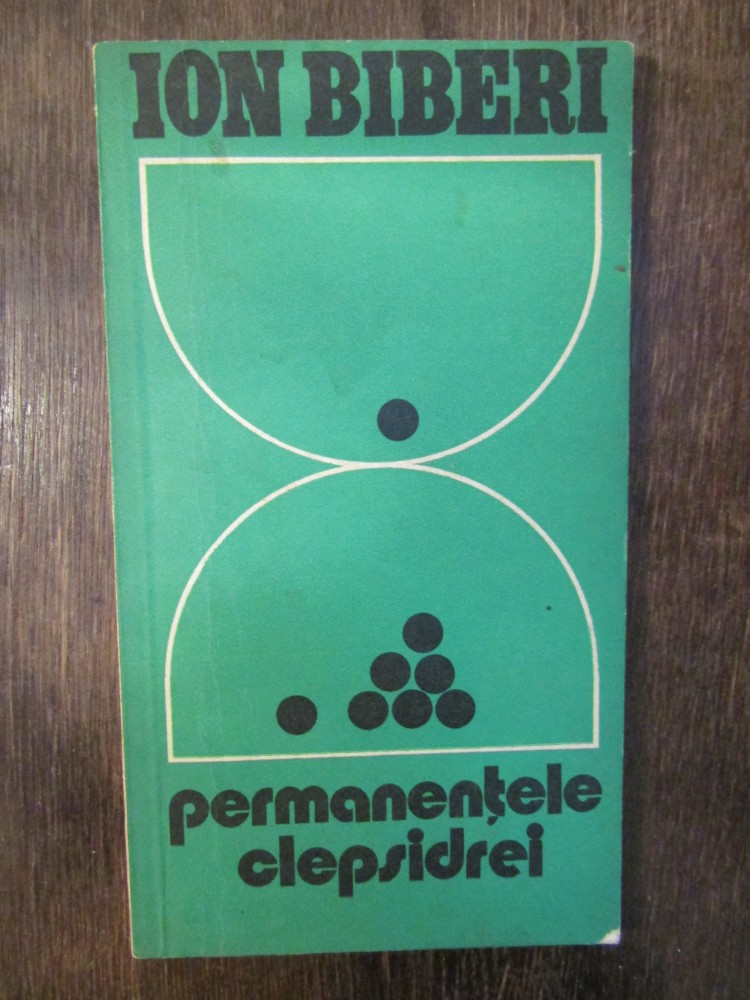 ION BIBERI
permanențele
clepsidrei